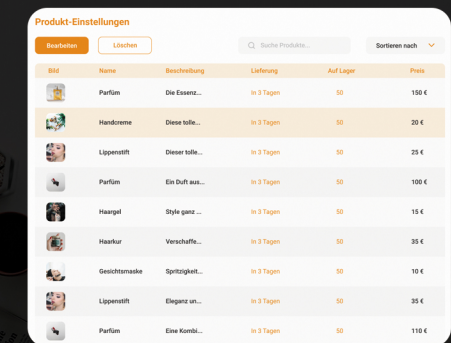 Produkt-Einstellungen
Bearbeiten Löschen Suche Produkte... Sortieren nach
Bild Name Beschreibung Lieferung Auf Lager Preis
Parfüm Die Essenz... In 3 Tagen 50 150 €
Handcreme Diese tolle... In 3 Tagen 50 20 €
Lippenstift Dieser tolle... In 3 Tagen 50 25 €
Parfüm Ein Duft aus... In 3 Tagen 50 100 €
Haargel Style ganz ... In 3 Tagen 50 15 €
Haarkur Verschaffe... In 3 Tagen 50 35 €
Gesichtsmaske Spritzigkeit... In 3 Tagen 50 10 €
Lippenstift Eleganz un... In 3 Tagen 50 35 €
Parfüm Eine Kombi... In 3 Tagen 50 110 €